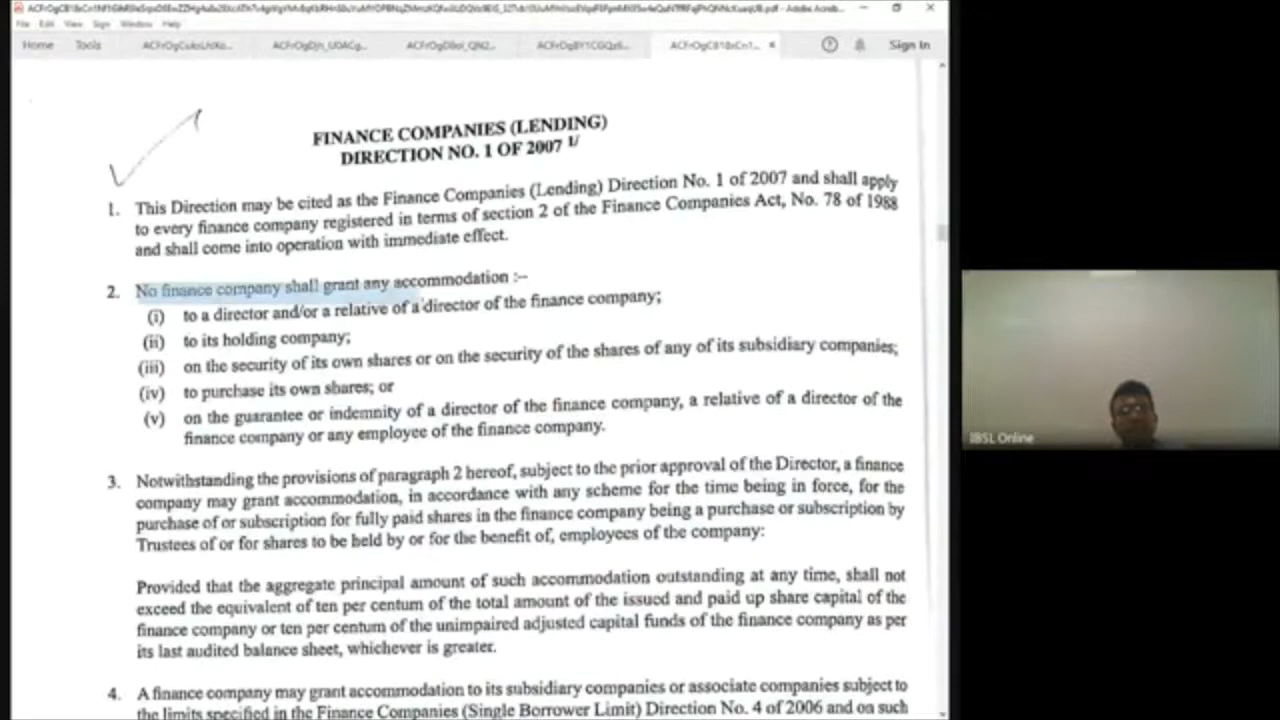 File Edit View Sign Window Help
Home Tools Sign In
FINANCE COMPANIES (LENDING)
DIRECTION NO. 1 OF 2007 1/
1. This Direction may be cited as the Finance Companies (Lending) Direction No. 1 of 2007 and shall apply
to every finance company registered in terms of section 2 of the Finance Companies Act, No. 78 of 1988
and shall come into operation with immediate effect.
2. No finance company shall grant any accommodation :–
(i) to a director and/or a relative of a director of the finance company;
(ii) to its holding company;
(iii) on the security of its own shares or on the security of the shares of any of its subsidiary companies;
(iv) to purchase its own shares; or
(v) on the guarantee or indemnity of a director of the finance company, a relative of a director of the
finance company or any employee of the finance company.
3. Notwithstanding the provisions of paragraph 2 hereof, subject to the prior approval of the Director, a finance
company may grant accommodation, in accordance with any scheme for the time being in force, for the
purchase of or subscription for fully paid shares in the finance company being a purchase or subscription by
Trustees of or for shares to be held by or for the benefit of, employees of the company:
Provided that the aggregate principal amount of such accommodation outstanding at any time, shall not
exceed the equivalent of ten per centum of the total amount of the issued and paid up share capital of the
finance company or ten per centum of the unimpaired adjusted capital funds of the finance company as per
its last audited balance sheet, whichever is greater.
4. A finance company may grant accommodation to its subsidiary companies or associate companies subject to
the limits specified in the Finance Companies (Single Borrower Limit) Direction No. 4 of 2006 and on such
IBSL Online